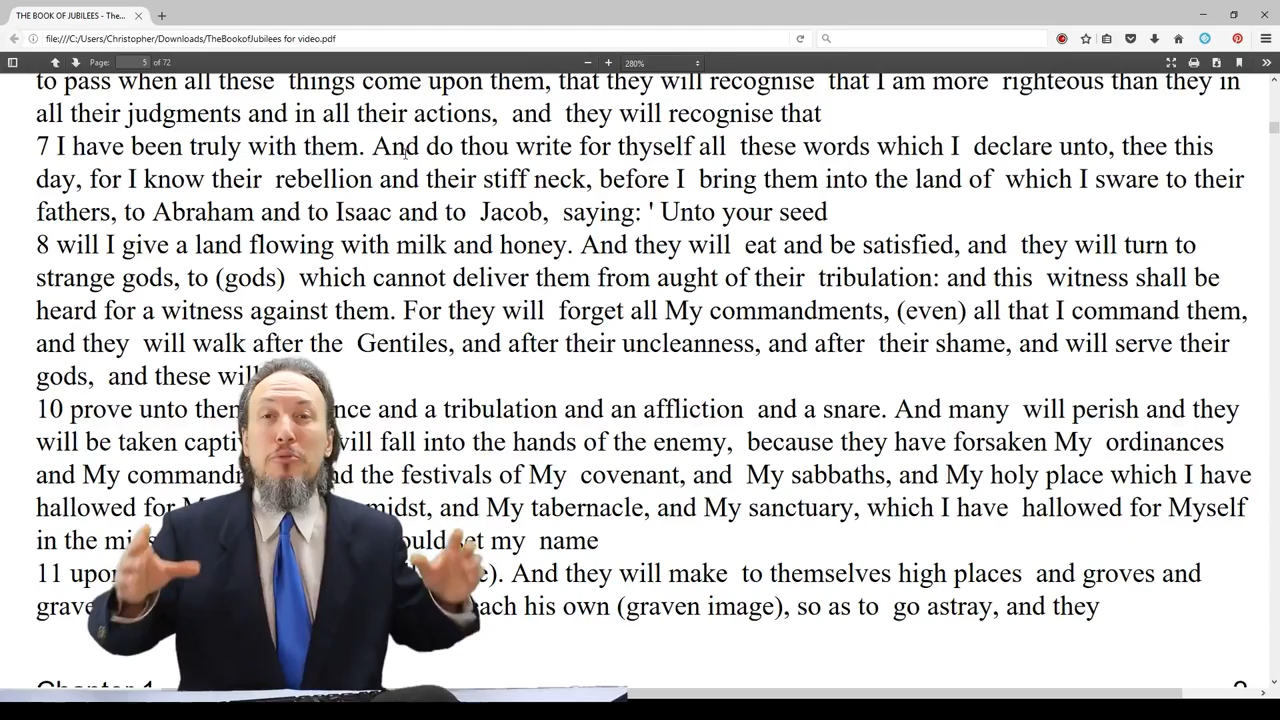 THE BOOK OF JUBILEES - The...
file:///C:/Users/Christopher/Downloads/TheBookofJubilees for video.pdf
Page: 5 of 72 280%
to pass when all these things come upon them, that they will recognise that I am more righteous than they in
all their judgments and in all their actions, and they will recognise that
7 I have been truly with them. And do thou write for thyself all these words which I declare unto, thee this
day, for I know their rebellion and their stiff neck, before I bring them into the land of which I sware to their
fathers, to Abraham and to Isaac and to Jacob, saying: ' Unto your seed
8 will I give a land flowing with milk and honey. And they will eat and be satisfied, and they will turn to
strange gods, to (gods) which cannot deliver them from aught of their tribulation: and this witness shall be
heard for a witness against them. For they will forget all My commandments, (even) all that I command them,
and they will walk after the Gentiles, and after their uncleanness, and after their shame, and will serve their
gods, and these will
10 prove unto and a tribulation and an affliction and a snare. And many will perish and they
will be taken will fall into the hands of the enemy, because they have forsaken My ordinances
and My and the festivals of My covenant, and My sabbaths, and My holy place which I have
hallowed for midst, and My tabernacle, and My sanctuary, which I have hallowed for Myself
in the set my name
11 And they will make to themselves high places and groves and
each his own (graven image), so as to go astray, and they
Chapter 1